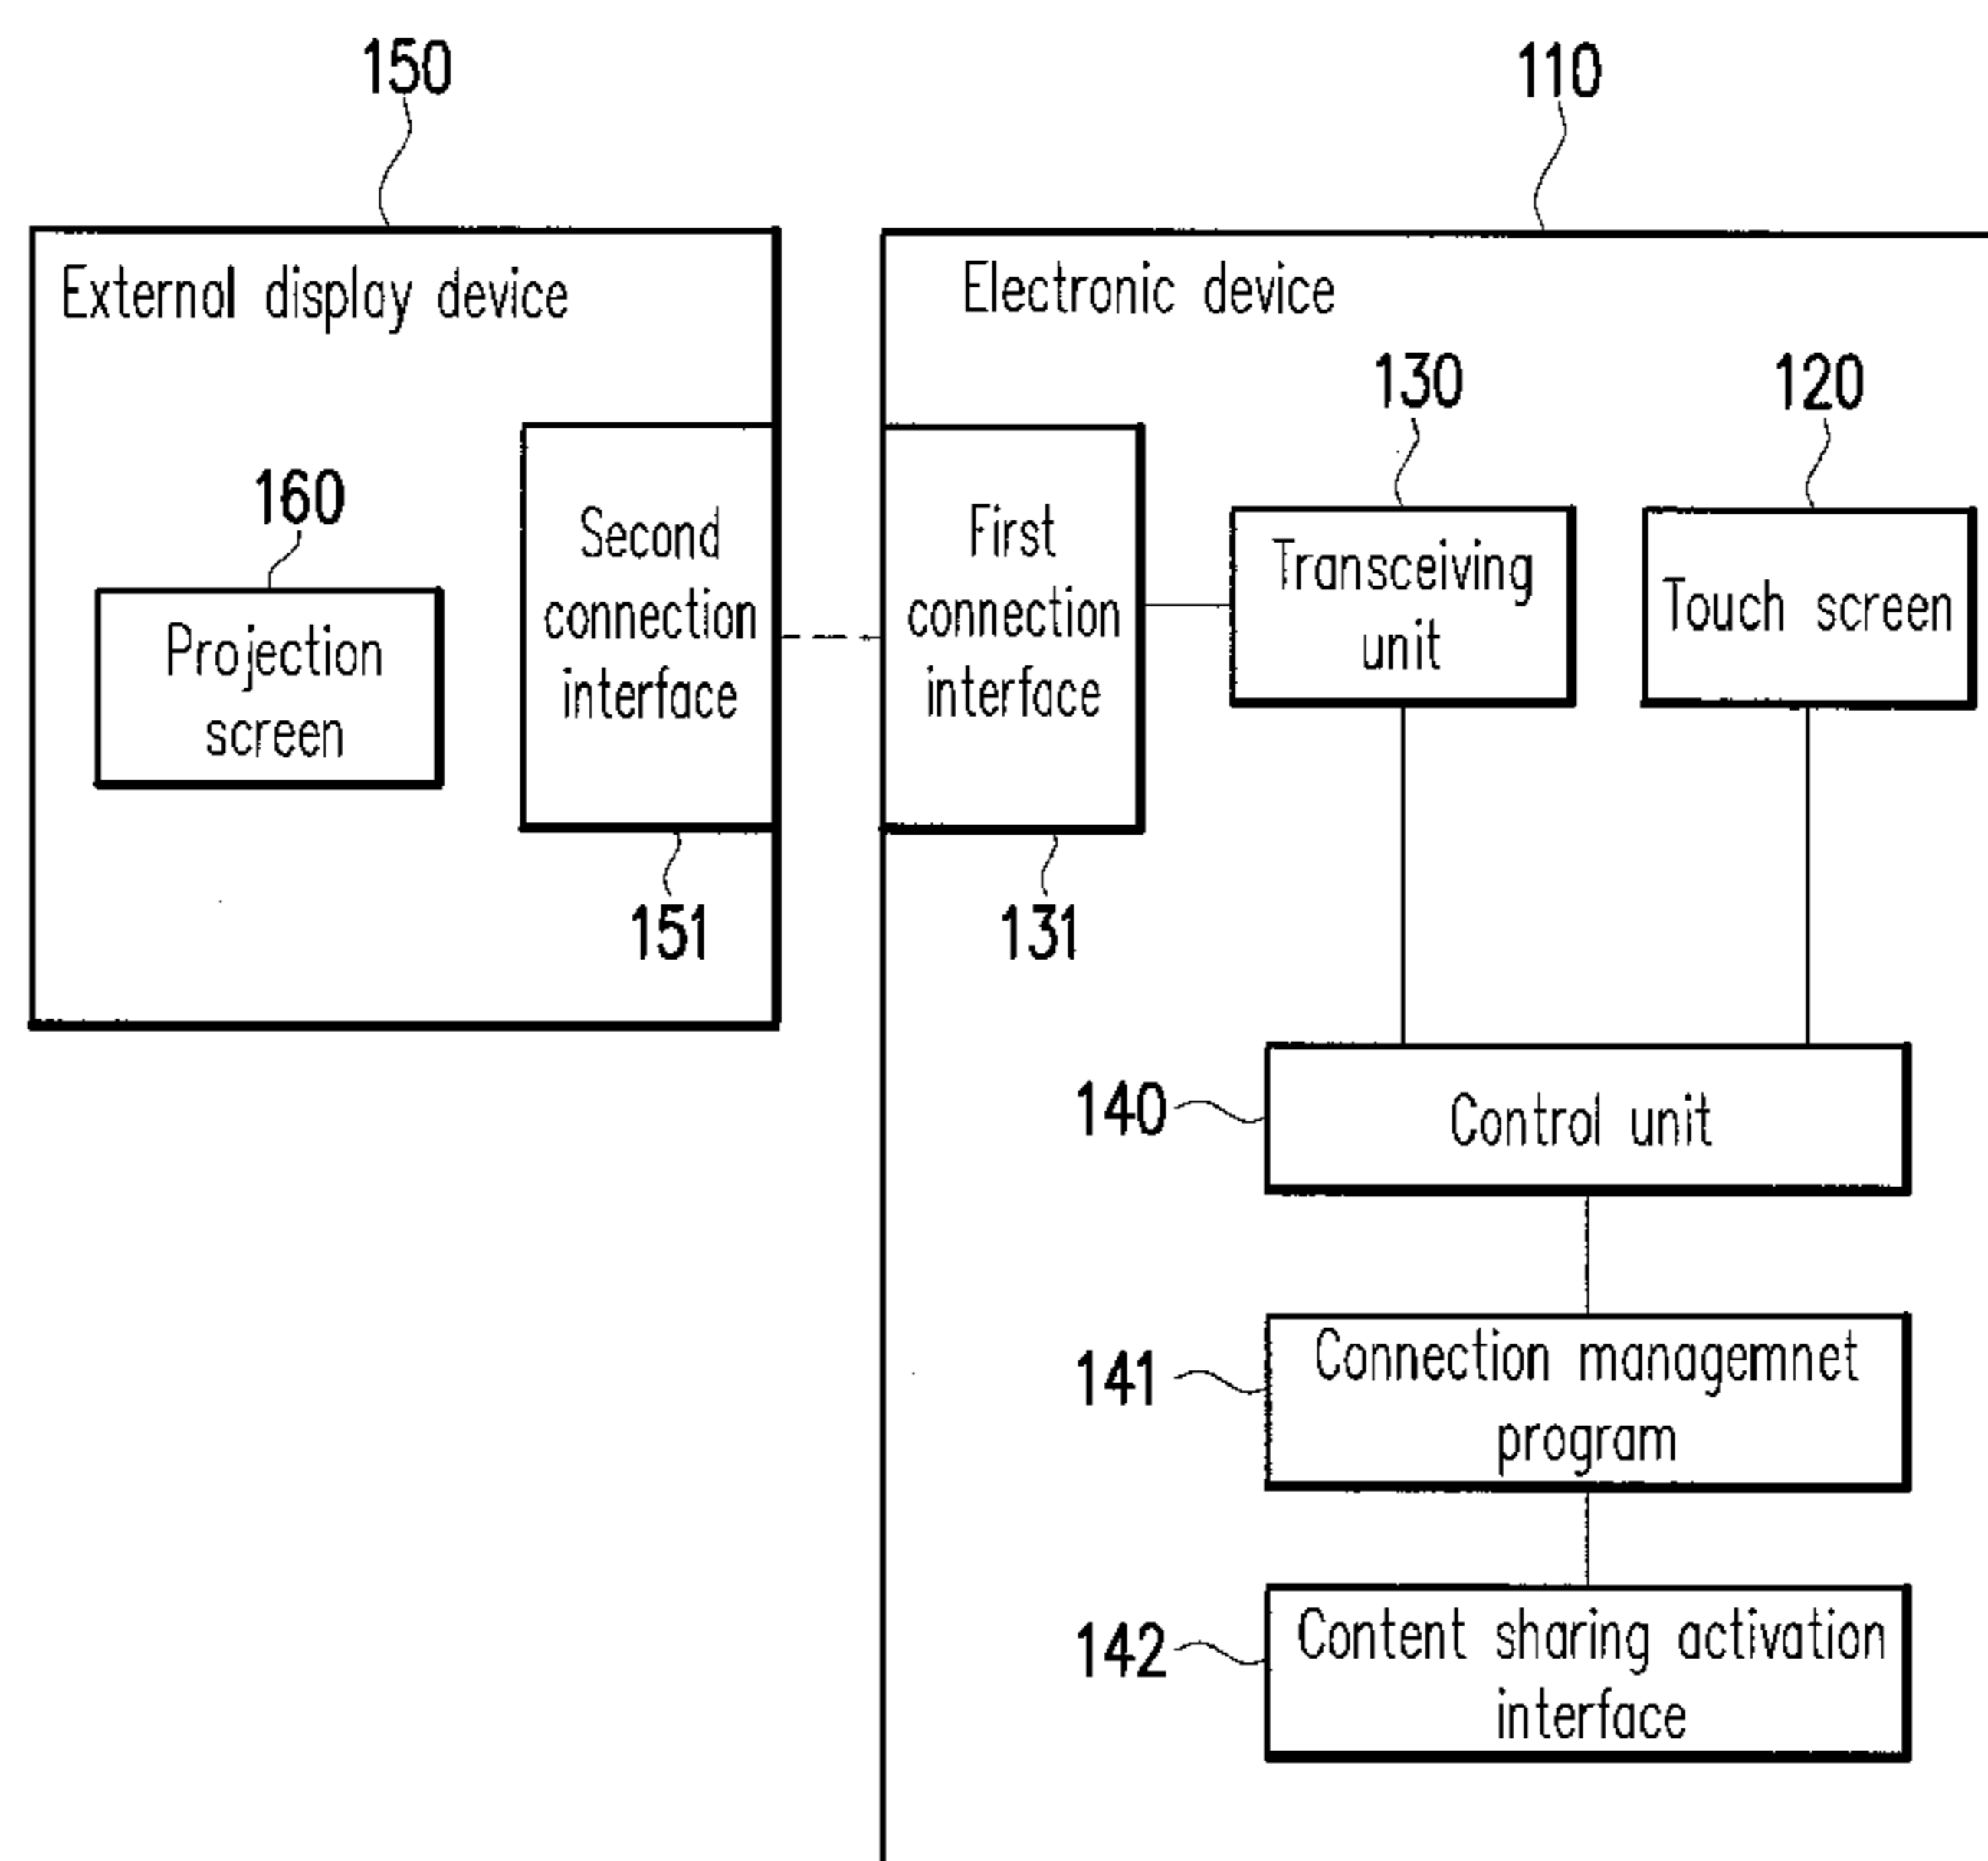 150
110
External display device
Electronic device
130
120
160
Second
connection
interface
First
connection
interface
Transceiving
unit
Touch screen
Projection
screen
151
131
140
Control unit
141
Connection managemnet
program
142
Content sharing activation
interface